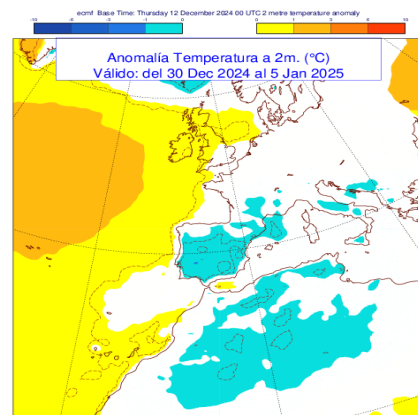 ecmf Base Time: Thursday 12 December 2024 00 UTC 2 metre temperature anomaly
Anomalía Temperatura a 2m. (°C)
Válido: del 30 Dec 2024 al 5 Jan 2025